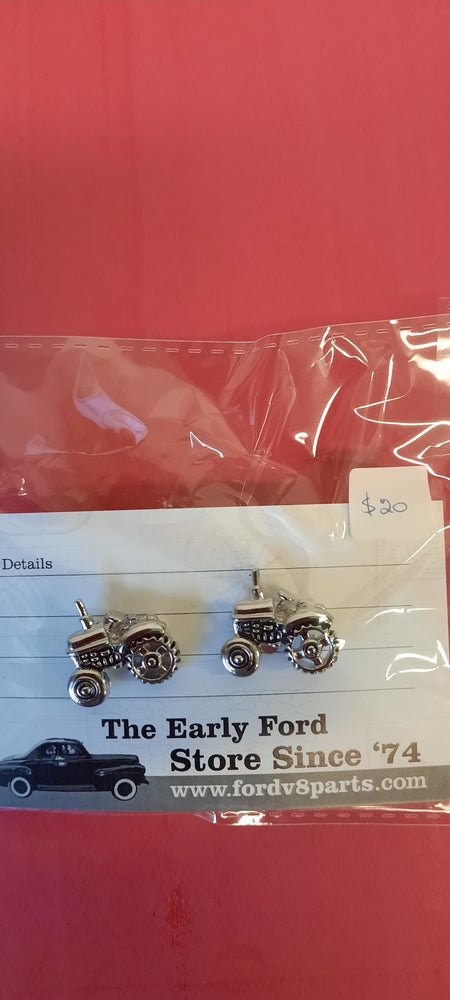 $20
Details
The Early Ford
Store Since ‘74
www.fordv8parts.com